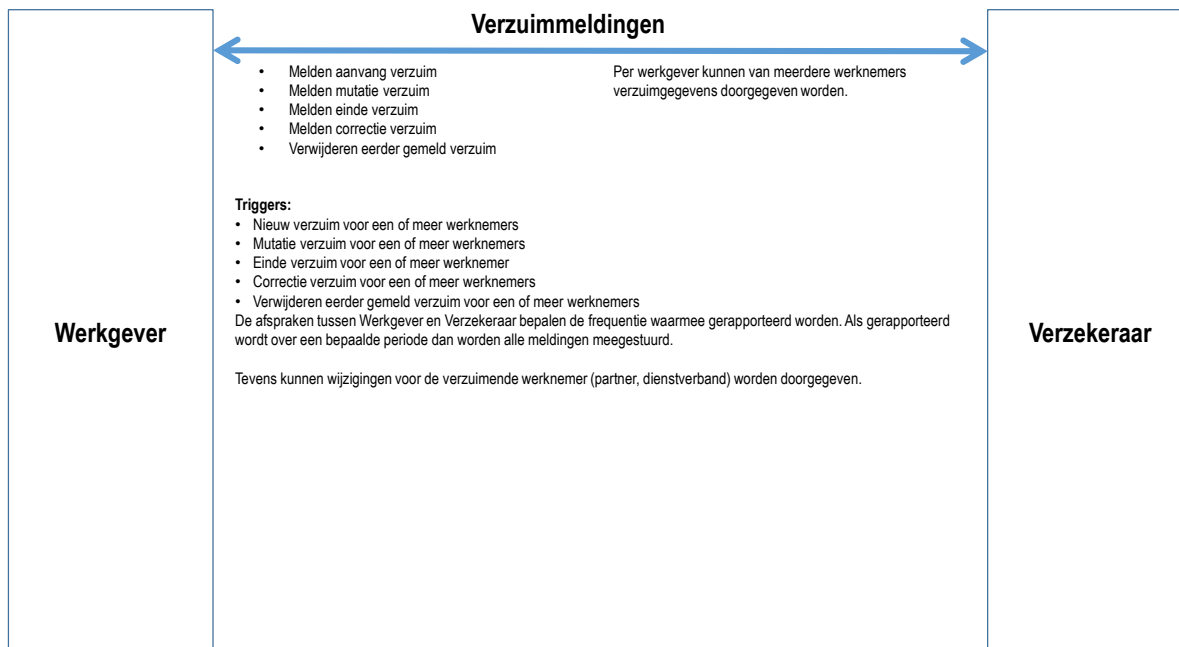 Verzuimmeldingen
• Melden aanvang verzuim
• Melden mutatie verzuim
• Melden einde verzuim
• Melden correctie verzuim
• Verwijderen eerder gemeld verzuim
Per werkgever kunnen van meerdere werknemers
verzuimgegevens doorgegeven worden.
Triggers:
• Nieuw verzuim voor een of meer werknemers
• Mutatie verzuim voor een of meer werknemers
• Einde verzuim voor een of meer werknemer
• Correctie verzuim voor een of meer werknemers
• Verwijderen eerder gemeld verzuim voor een of meer werknemers
De afspraken tussen Werkgever en Verzekeraar bepalen de frequentie waarmee gerapporteerd worden. Als gerapporteerd
wordt over een bepaalde periode dan worden alle meldingen meegestuurd.
Tevens kunnen wijzigingen voor de verzuimende werknemer (partner, dienstverband) worden doorgegeven.
Werkgever
Verzekeraar